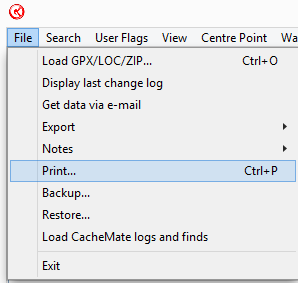 File Search User Flags View Centre Point Wa
Load GPX/LOC/ZIP... Ctrl+O
Display last change log
Get data via e-mail
Export
Notes
Print... Ctrl+P
Backup...
Restore...
Load CacheMate logs and finds
Exit